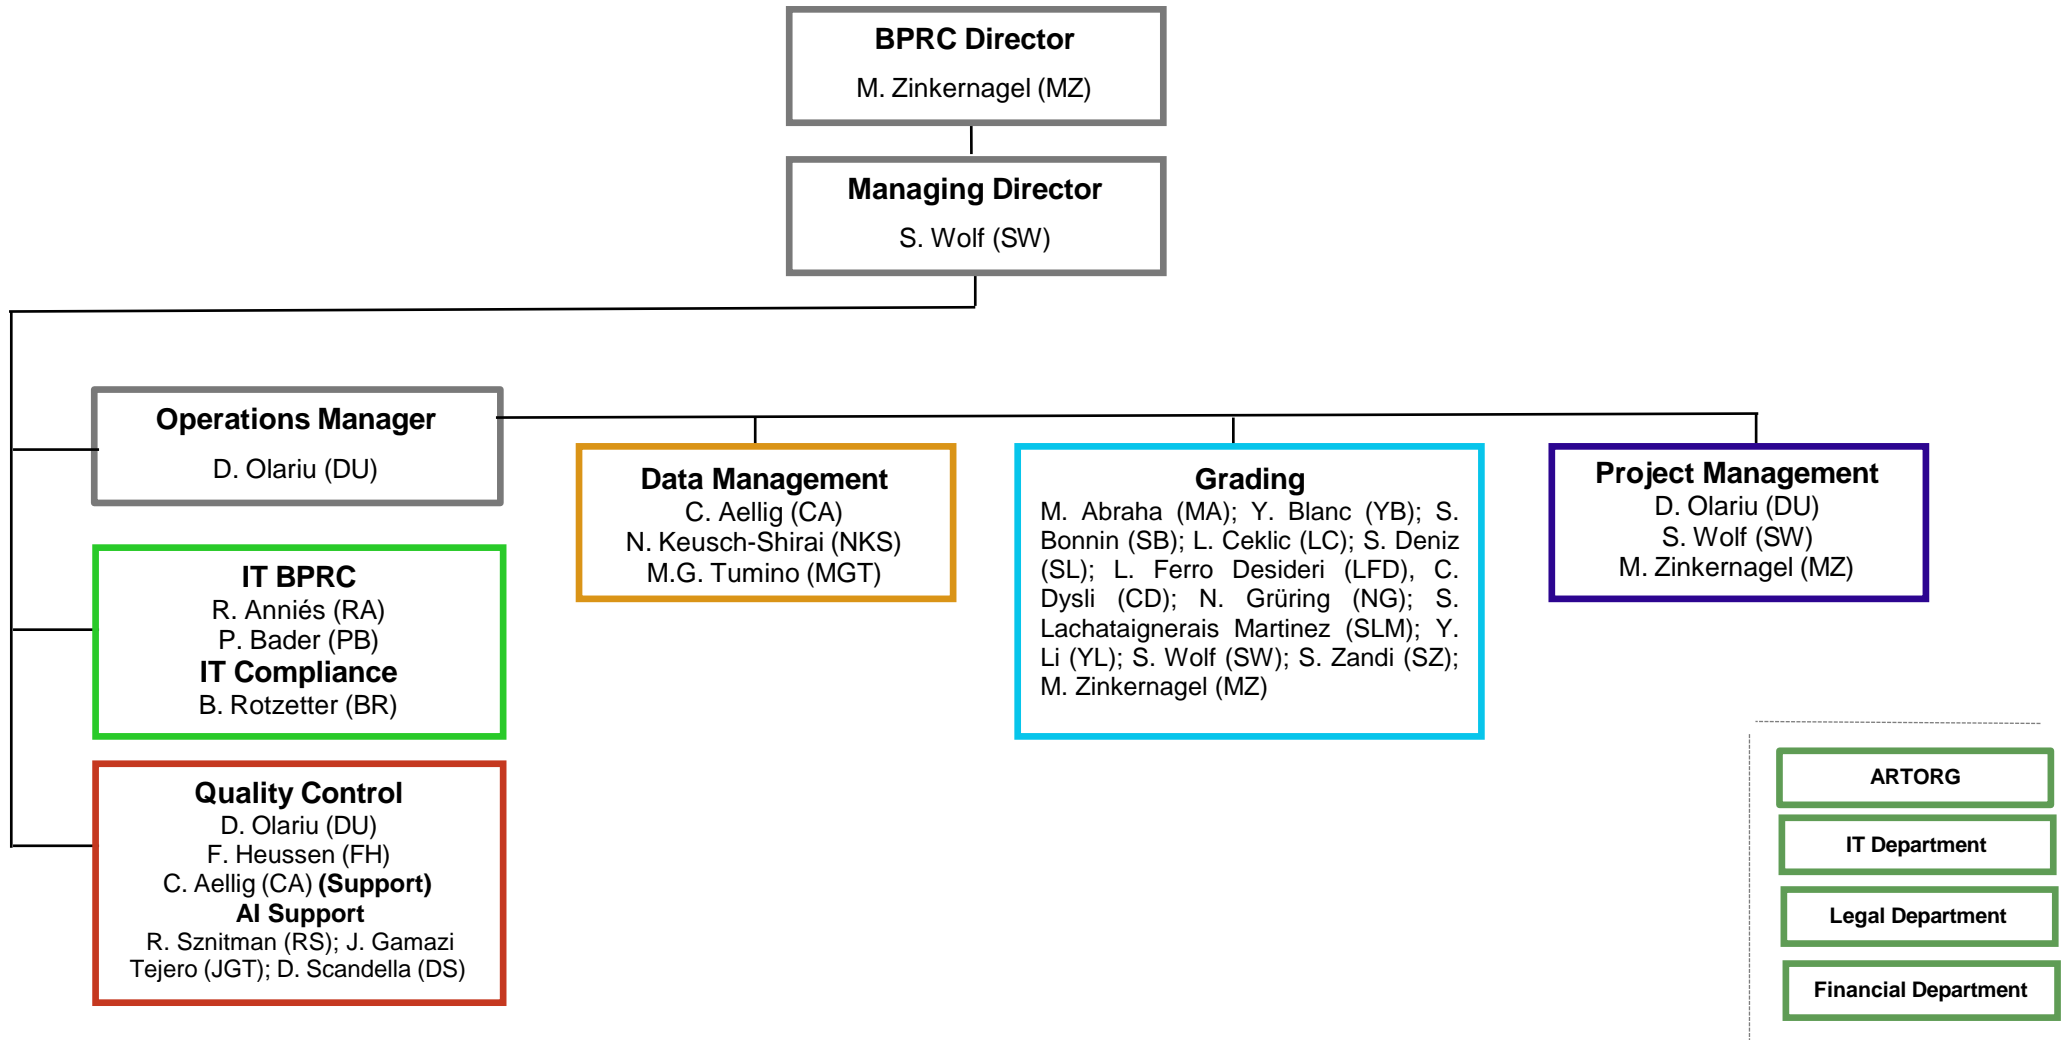 BPRC Director
M. Zinkernagel (MZ)
Managing Director
S. Wolf (SW)
Operations Manager
D. Olariu (DU)
Data Management
C. Aellig (CA)
N. Keusch-Shirai (NKS)
M.G. Tumino (MGT)
Grading
M. Abraha (MA); Y. Blanc (YB); S.
Bonnin (SB); L. Ceklic (LC); S. Deniz
(SL); L. Ferro Desideri (LFD), C.
Dysli (CD); N. Grüring (NG); S.
Lachataignerais Martinez (SLM); Y.
Li (YL); S. Wolf (SW); S. Zandi (SZ);
M. Zinkernagel (MZ)
Project Management
D. Olariu (DU)
S. Wolf (SW)
M. Zinkernagel (MZ)
IT BPRC
R. Anniés (RA)
P. Bader (PB)
IT Compliance
B. Rotzetter (BR)
Quality Control
D. Olariu (DU)
F. Heussen (FH)
C. Aellig (CA) (Support)
AI Support
R. Sznitman (RS); J. Gamazi
Tejero (JGT); D. Scandella (DS)
ARTORG
IT Department
Legal Department
Financial Department